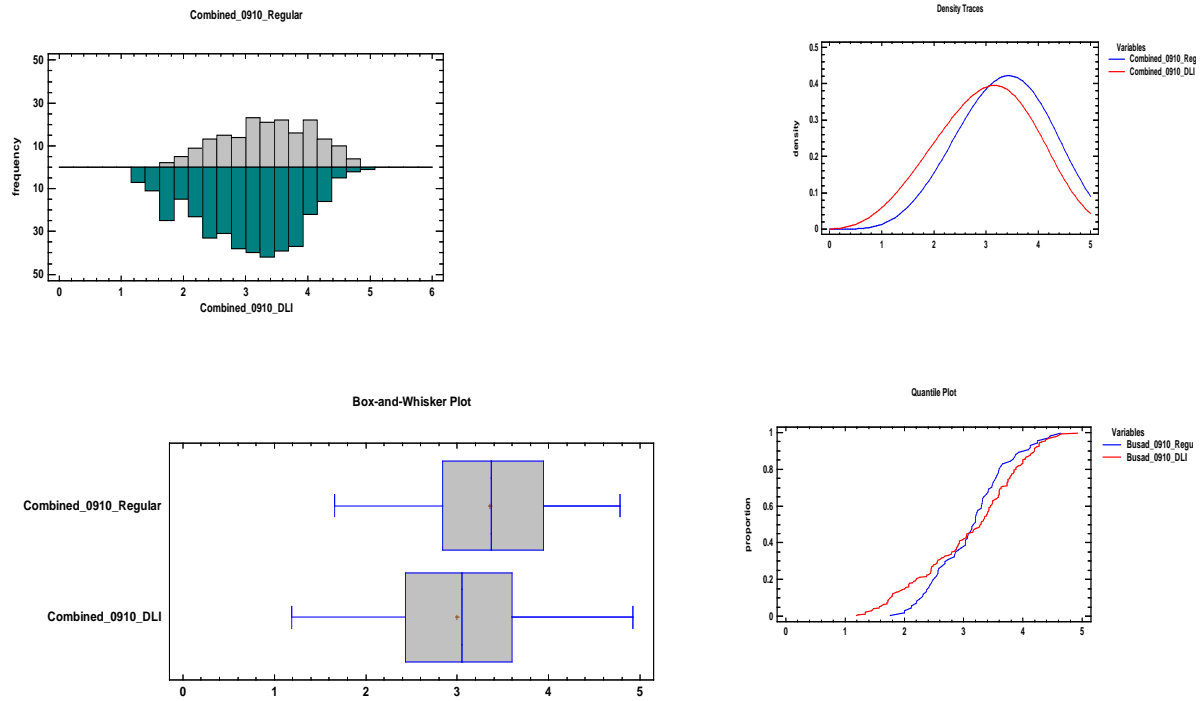 Combined_0910_Regular
50
30
10
10
30
50
frequency
0 1 2 3 4 5 6
Combined_0910_DLI
Density Traces
Variables
Combined_0910_Reg
Combined_0910_DLI
0.5
0.4
0.3
0.2
0.1
0
density
0 1 2 3 4 5
Box-and-Whisker Plot
Combined_0910_Regular
Combined_0910_DLI
0 1 2 3 4 5
Quantile Plot
Variables
Busad_0910_Regu
Busad_0910_DLI
1
0.8
0.6
0.4
0.2
0
proportion
0 1 2 3 4 5